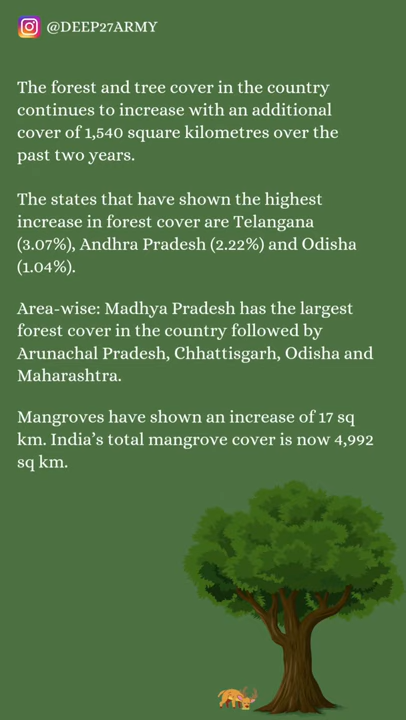 @DEEP27ARMY
The forest and tree cover in the country
continues to increase with an additional
cover of 1,540 square kilometres over the
past two years.
The states that have shown the highest
increase in forest cover are Telangana
(3.07%), Andhra Pradesh (2.22%) and Odisha
(1.04%).
Area-wise: Madhya Pradesh has the largest
forest cover in the country followed by
Arunachal Pradesh, Chhattisgarh, Odisha and
Maharashtra.
Mangroves have shown an increase of 17 sq
km. India’s total mangrove cover is now 4,992
sq km.